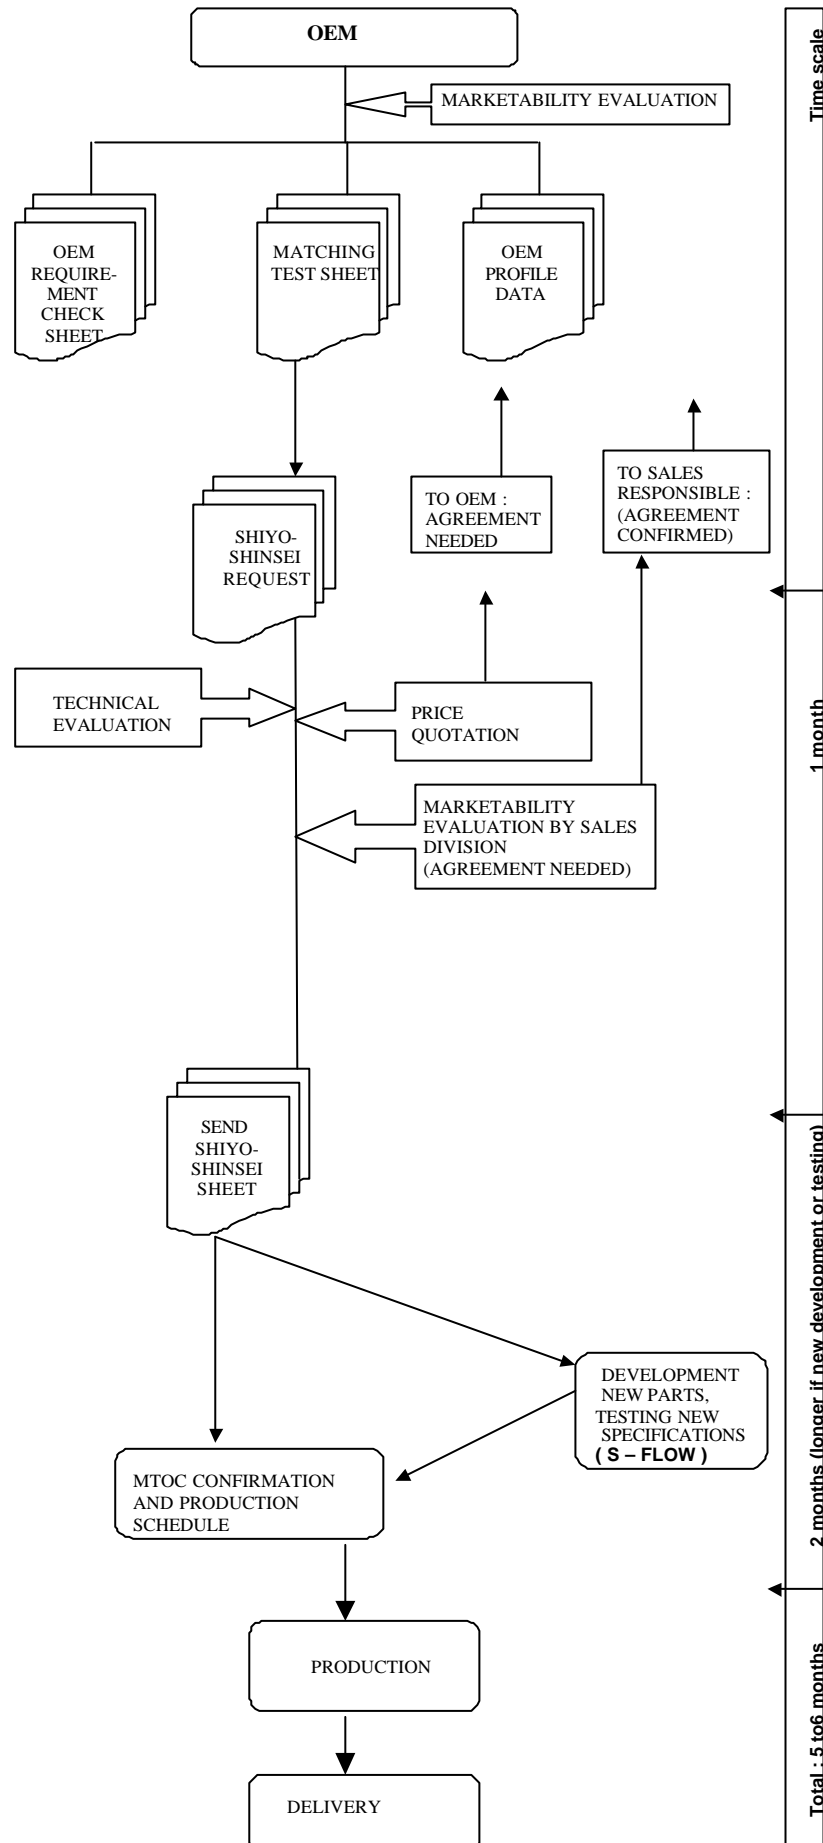 OEM
Time scale
MARKETABILITY EVALUATION
OEM
REQUIRE-
MENT
CHECK
SHEET
MATCHING
TEST SHEET
OEM
PROFILE
DATA
TO OEM :
AGREEMENT
NEEDED
TO SALES
RESPONSIBLE :
(AGREEMENT
CONFIRMED)
SHIYO-
SHINSEI
REQUEST
1 month
TECHNICAL
EVALUATION
PRICE
QUOTATION
MARKETABILITY
EVALUATION BY SALES
DIVISION
(AGREEMENT NEEDED)
SEND
SHIYO-
SHINSEI
SHEET
2 months (longer if new development or testing)
DEVELOPMENT
NEW PARTS,
TESTING NEW
SPECIFICATIONS
( S – FLOW )
MTOC CONFIRMATION
AND PRODUCTION
SCHEDULE
PRODUCTION
Total : 5 to6 months
DELIVERY